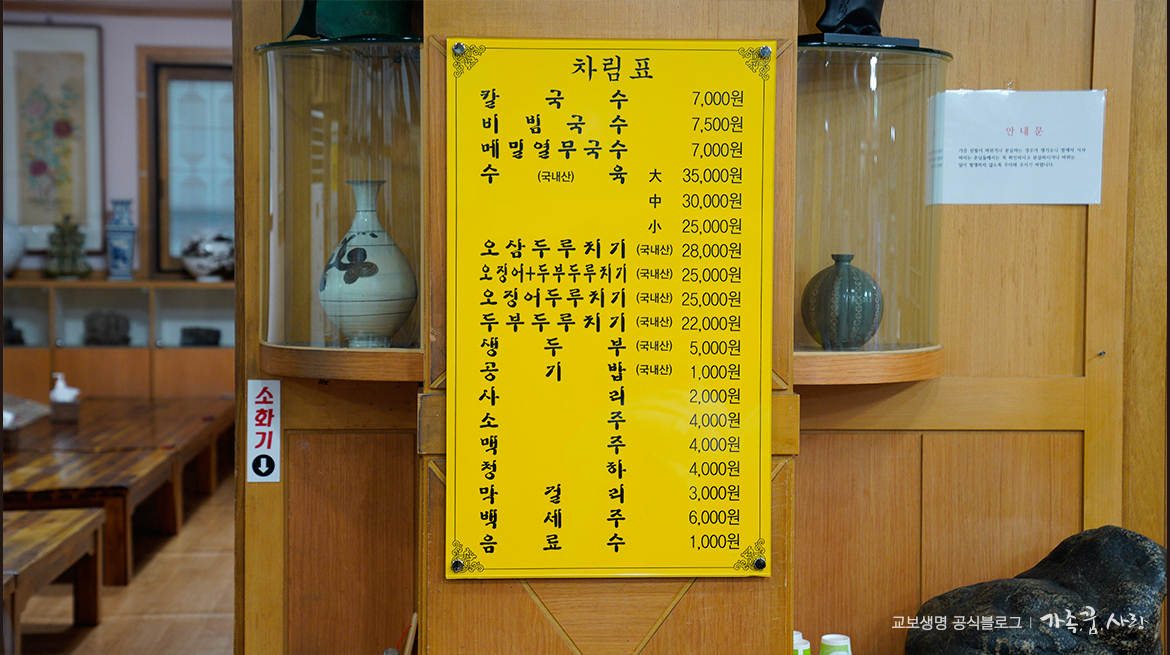 차림표
칼국수 7,000원
비빔국수 7,500원
메밀열무국수 7,000원
수 (국내산) 육 大 35,000원
中 30,000원
小 25,000원
오삼두루치기 (국내산) 28,000원
오징어+두부두루치기 (국내산) 25,000원
오징어두루치기 (국내산) 25,000원
두부두루치기 (국내산) 22,000원
생두부 (국내산) 5,000원
공기밥 (국내산) 1,000원
사리 2,000원
소주 4,000원
맥주 4,000원
청하 4,000원
막걸리 3,000원
백세주 6,000원
음료수 1,000원
안내문
소화기
교보생명 공식블로그 | 가족.꿈.사랑